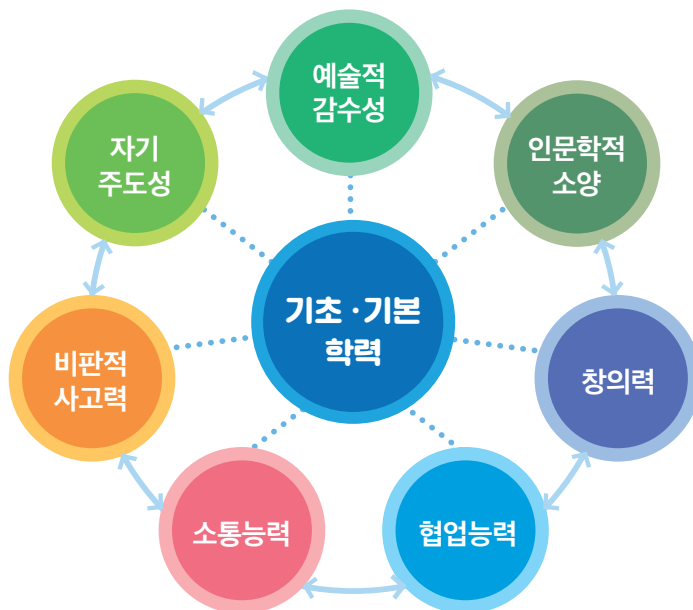 예술적
감수성
자기
주도성
인문학적
소양
기초·기본
학력
비판적
사고력
창의력
소통능력
협업능력